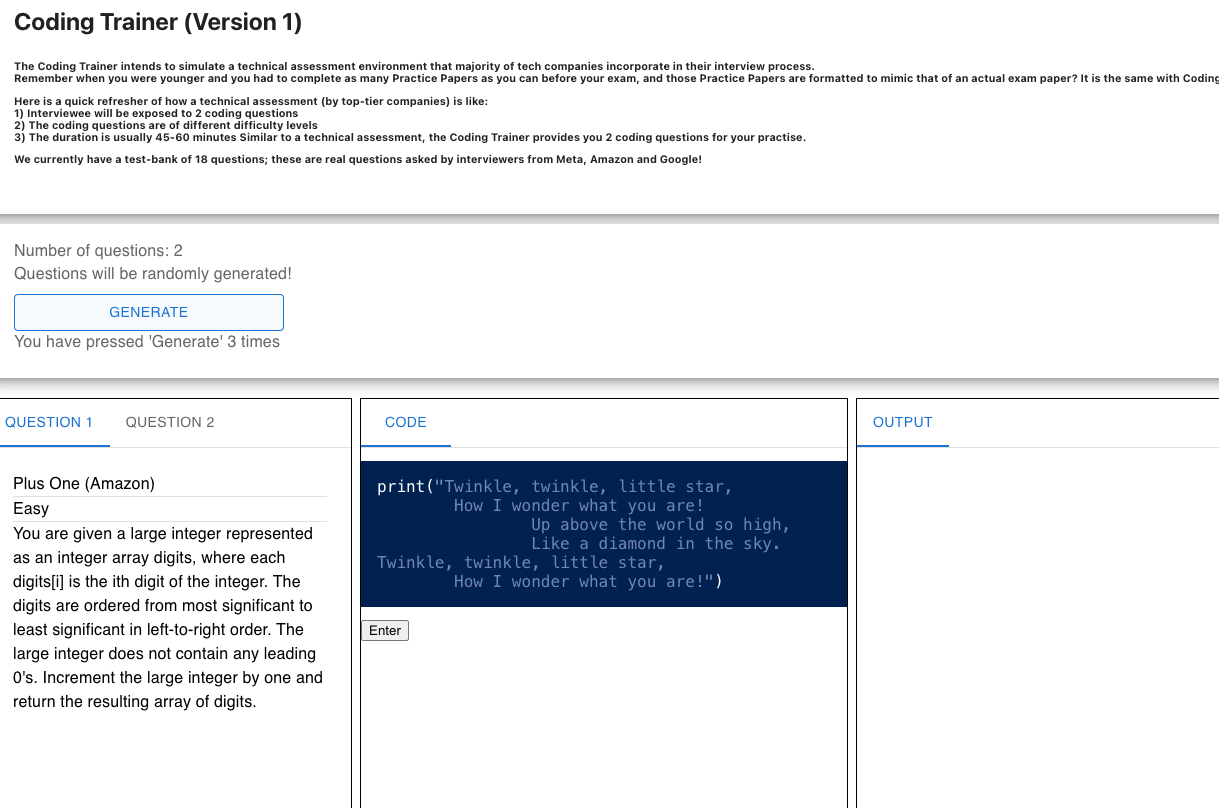 Coding Trainer (Version 1)
The Coding Trainer intends to simulate a technical assessment environment that majority of tech companies incorporate in their interview process.
Remember when you were younger and you had to complete as many Practice Papers as you can before your exam, and those Practice Papers are formatted to mimic that of an actual exam paper? It is the same with Coding
Here is a quick refresher of how a technical assessment (by top-tier companies) is like:
1) Interviewee will be exposed to 2 coding questions
2) The coding questions are of different difficulty levels
3) The duration is usually 45-60 minutes Similar to a technical assessment, the Coding Trainer provides you 2 coding questions for your practise.
We currently have a test-bank of 18 questions; these are real questions asked by interviewers from Meta, Amazon and Google!
Number of questions: 2
Questions will be randomly generated!
GENERATE
You have pressed 'Generate' 3 times
QUESTION 1 QUESTION 2
Plus One (Amazon)
Easy
You are given a large integer represented
as an integer array digits, where each
digits[i] is the ith digit of the integer. The
digits are ordered from most significant to
least significant in left-to-right order. The
large integer does not contain any leading
0's. Increment the large integer by one and
return the resulting array of digits.
CODE
print("Twinkle, twinkle, little star,
How I wonder what you are!
Up above the world so high,
Like a diamond in the sky.
Twinkle, twinkle, little star,
How I wonder what you are!")
Enter
OUTPUT